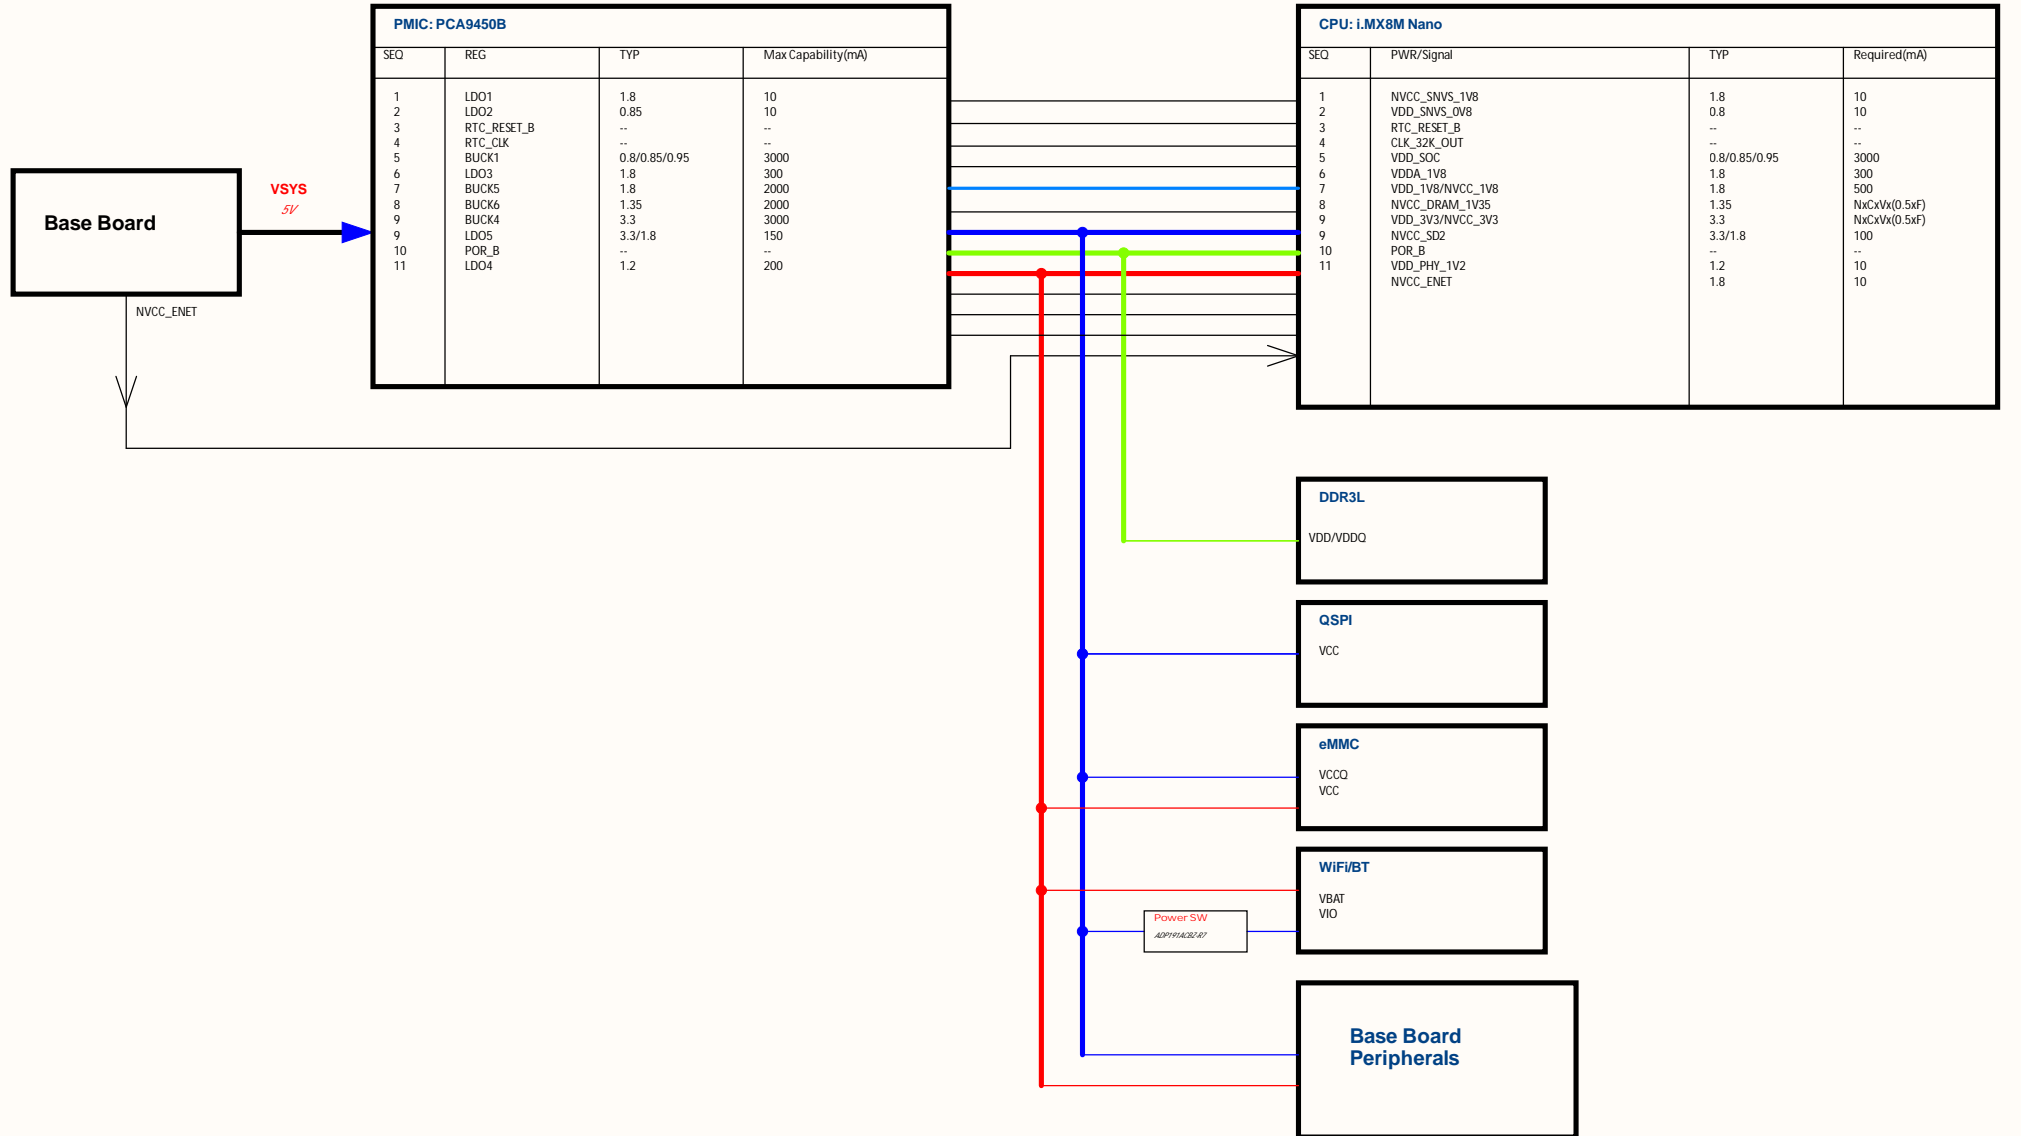 PMIC: PCA9450B
SEQ REG TYP Max Capability(mA)
1 LDO1 1.8 10
2 LDO2 0.85 10
3 RTC_RESET_B -- --
4 RTC_CLK -- --
5 BUCK1 0.8/0.85/0.95 3000
6 LDO3 1.8 300
7 BUCK5 1.8 2000
8 BUCK6 1.35 2000
9 BUCK4 3.3 3000
9 LDO5 3.3/1.8 150
10 POR_B -- --
11 LDO4 1.2 200
CPU: i.MX8M Nano
SEQ PWR/Signal TYP Required(mA)
1 NVCC_SNVS_1V8 1.8 10
2 VDD_SNVS_0V8 0.8 10
3 RTC_RESET_B -- --
4 CLK_32K_OUT -- --
5 VDD_SOC 0.8/0.85/0.95 3000
6 VDDA_1V8 1.8 300
7 VDD_1V8/NVCC_1V8 1.8 500
8 NVCC_DRAM_1V35 1.35 NxCxVx(0.5xF)
9 VDD_3V3/NVCC_3V3 3.3 NxCxVx(0.5xF)
9 NVCC_SD2 3.3/1.8 100
10 POR_B -- --
11 VDD_PHY_1V2 1.2 10
NVCC_ENET 1.8 10
Base Board
VSYS
5V
NVCC_ENET
DDR3L
VDD/VDDQ
QSPI
VCC
eMMC
VCCQ
VCC
WiFi/BT
VBAT
VIO
Power SW
ADP191ACBZ-R7
Base Board
Peripherals